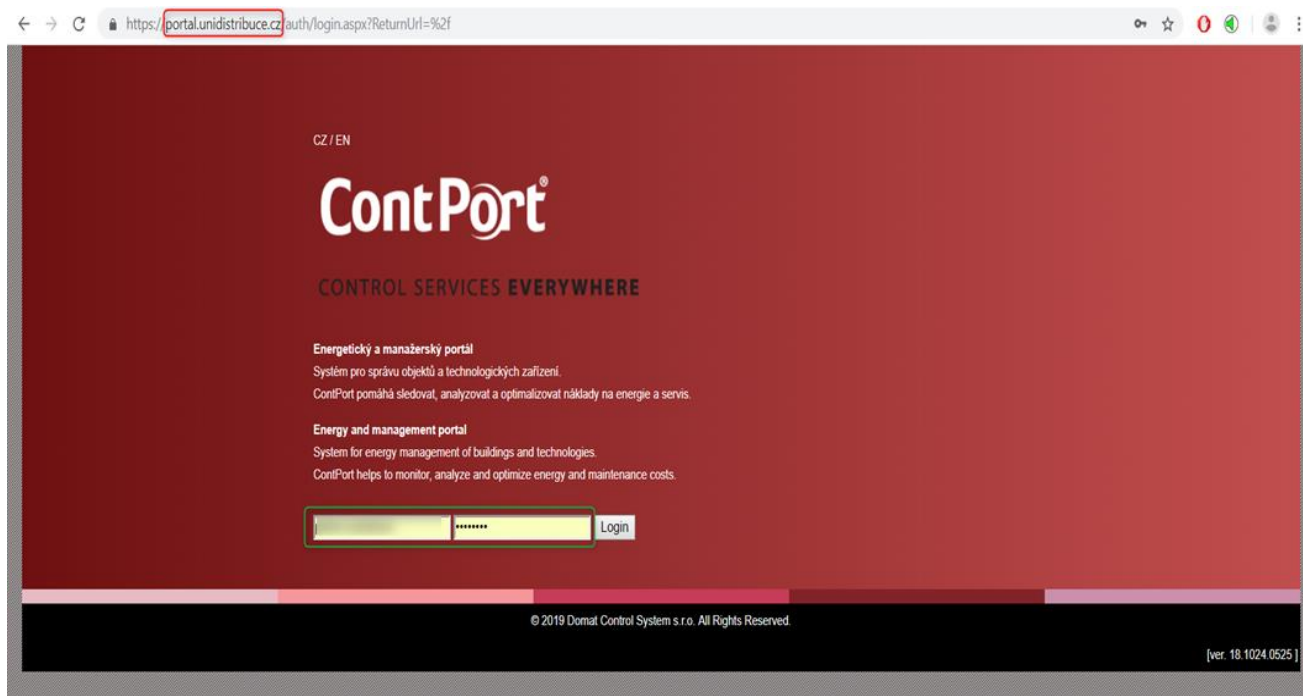 https://portal.unidistribuce.cz/auth/login.aspx?ReturnUrl=%2f
CZ / EN
ContPort®
CONTROL SERVICES EVERYWHERE
Energetický a manažerský portál
Systém pro správu objektů a technologických zařízení.
ContPort pomáhá sledovat, analyzovat a optimalizovat náklady na energie a servis.
Energy and management portal
System for energy management of buildings and technologies.
ContPort helps to monitor, analyze and optimize energy and maintenance costs.
•••••••• Login
© 2019 Domat Control System s.r.o. All Rights Reserved.
[ver. 18.1024.0525 ]